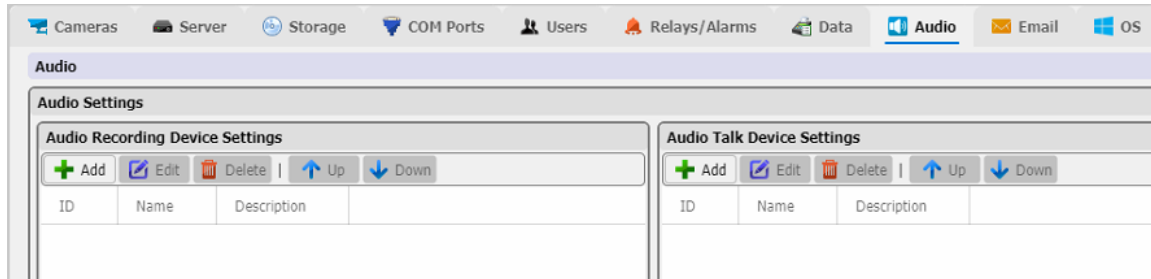 Cameras Server Storage COM Ports Users Relays/Alarms Data Audio Email OS
Audio
Audio Settings
Audio Recording Device Settings
Add Edit Delete | Up Down
ID Name Description
Audio Talk Device Settings
Add Edit Delete | Up Down
ID Name Description